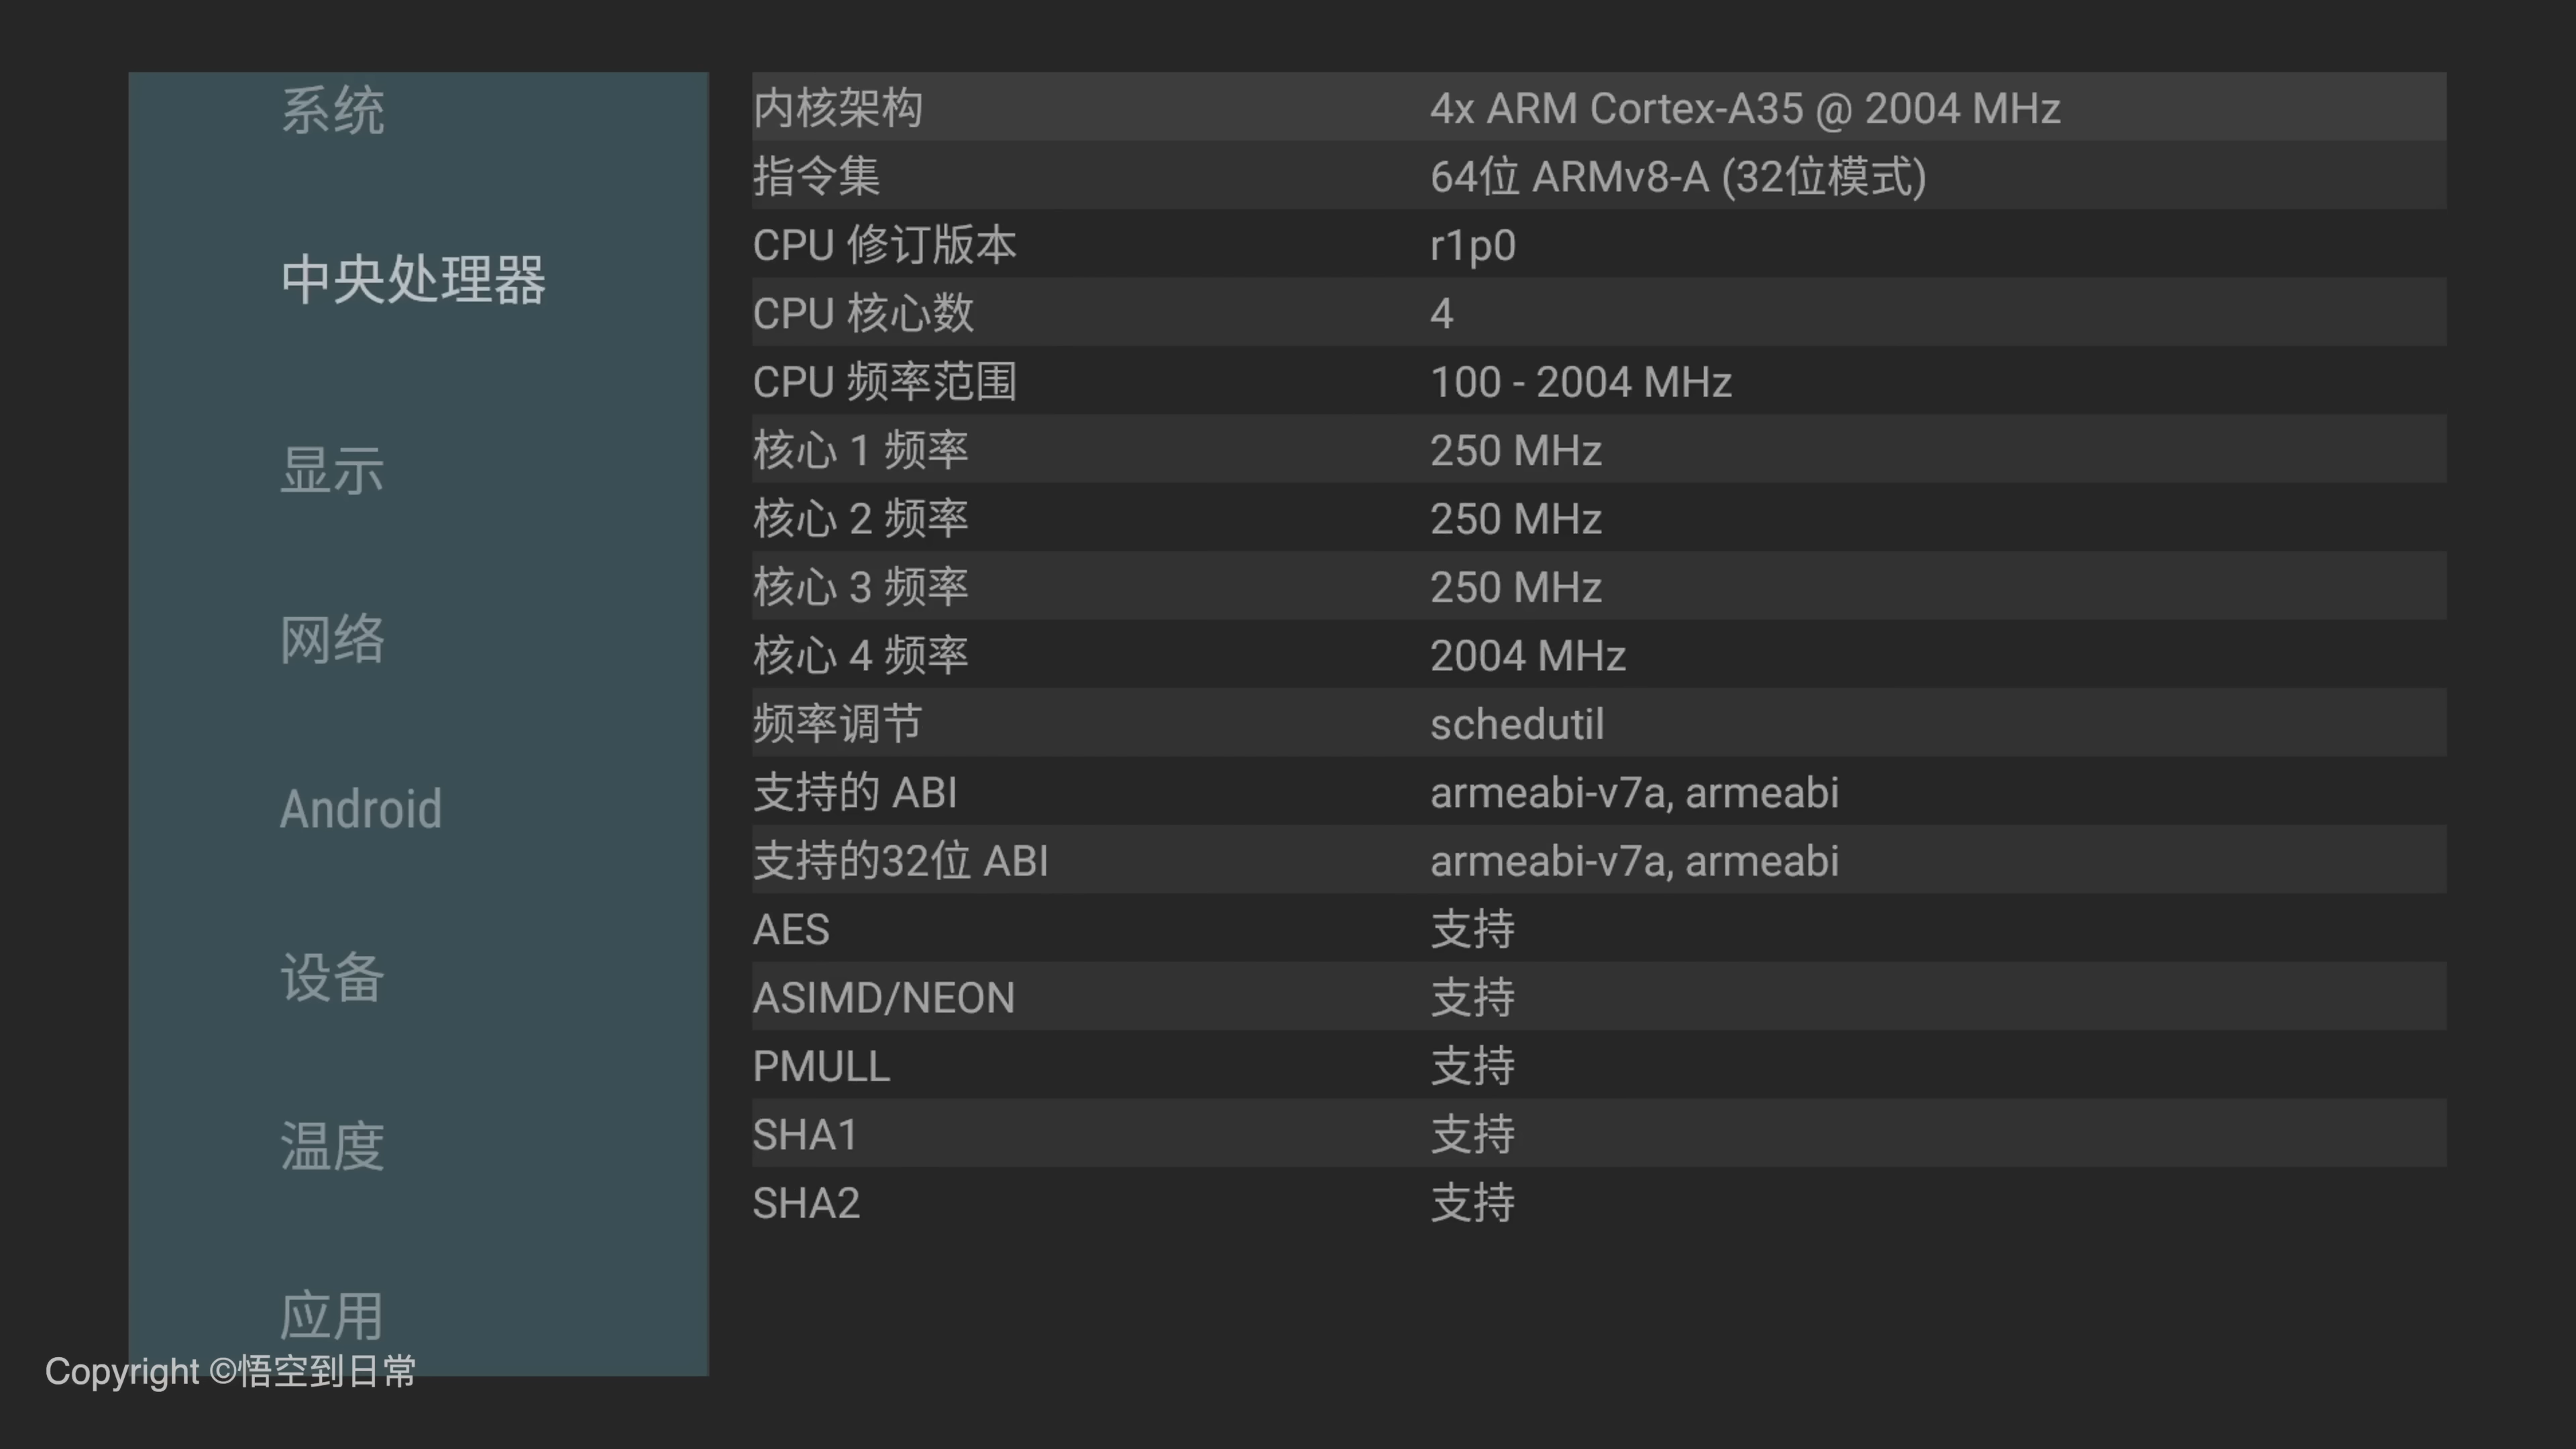 系统
中央处理器
显示
网络
Android
设备
温度
应用
内核架构 4x ARM Cortex-A35 @ 2004 MHz
指令集 64位 ARMv8-A (32位模式)
CPU 修订版本 r1p0
CPU 核心数 4
CPU 频率范围 100 - 2004 MHz
核心 1 频率 250 MHz
核心 2 频率 250 MHz
核心 3 频率 250 MHz
核心 4 频率 2004 MHz
频率调节 schedutil
支持的 ABI armeabi-v7a, armeabi
支持的32位 ABI armeabi-v7a, armeabi
AES 支持
ASIMD/NEON 支持
PMULL 支持
SHA1 支持
SHA2 支持
Copyright ©悟空到日常